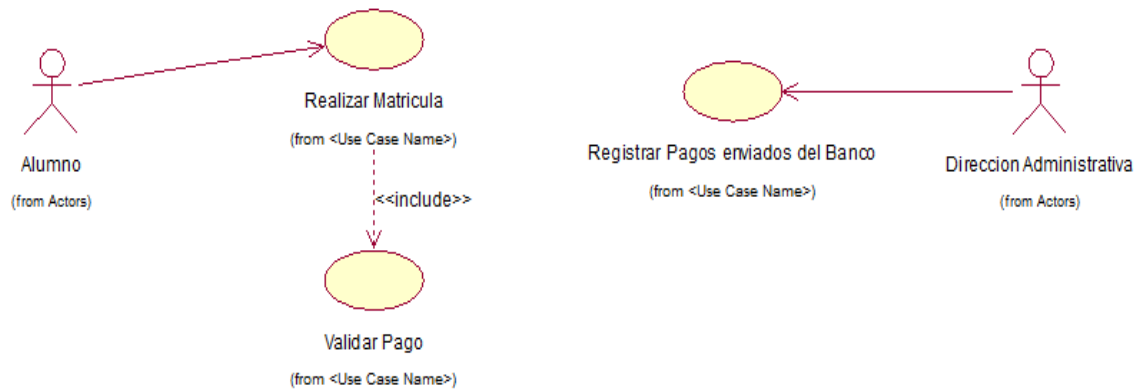 Realizar Matricula
(from <Use Case Name>)
Alumno
(from Actors)
<<include>>
Validar Pago
(from <Use Case Name>)
Registrar Pagos enviados del Banco
(from <Use Case Name>)
Direccion Administrativa
(from Actors)